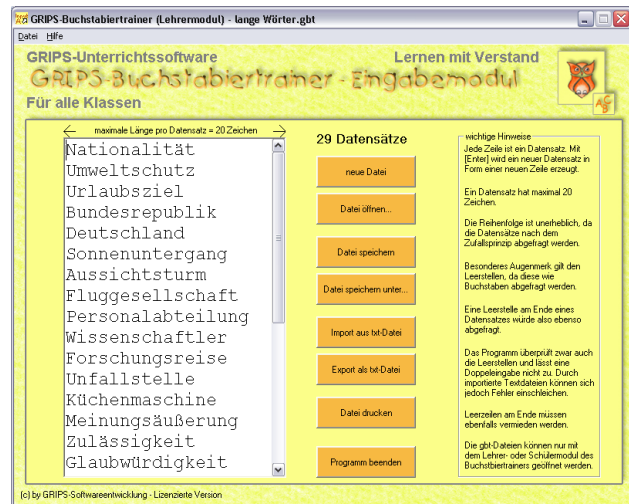 GRIPS-Buchstabiertrainer (Lehrermodul) - lange Wörter.gbt
Datei Hilfe
GRIPS-Unterrichtssoftware
Lernen mit Verstand
GRIPS-Buchstabiertrainer - Eingabemodul
Für alle Klassen
maximale Länge pro Datensatz = 20 Zeichen
Nationalität
Umweltschutz
Urlaubsziel
Bundesrepublik
Deutschland
Sonnenuntergang
Aussichtsturm
Fluggesellschaft
Personalabteilung
Wissenschaftler
Forschungsreise
Unfallstelle
Küchenmaschine
Meinungsäußerung
Zulässigkeit
Glaubwürdigkeit
29 Datensätze
neue Datei
Datei öffnen...
Datei speichern
Datei speichern unter...
Import aus txt-Datei
Export als txt-Datei
Datei drucken
Programm beenden
wichtige Hinweise
Jede Zeile ist ein Datensatz. Mit
[Enter] wird ein neuer Datensatz in
Form einer neuen Zeile erzeugt.
Ein Datensatz hat maximal 20
Zeichen.
Die Reihenfolge ist unerheblich, da
die Datensätze nach dem
Zufallsprinzip abgefragt werden.
Besonderes Augenmerk gilt den
Leerstellen, da diese wie
Buchstaben abgefragt werden.
Eine Leerstelle am Ende eines
Datensatzes würde also ebenso
abgefragt.
Das Programm überprüft zwar auch
die Leerstellen und lässt eine
Doppeleingabe nicht zu. Durch
importierte Textdateien können sich
jedoch Fehler einschleichen.
Leerzeilen am Ende müssen
ebenfalls vermieden werden.
Die gbt-Dateien können nur mit
dem Lehrer- oder Schülermodul des
Buchstbiertrainers geöffnet werden.
(c) by GRIPS-Softwareentwicklung - Lizenzierte Version